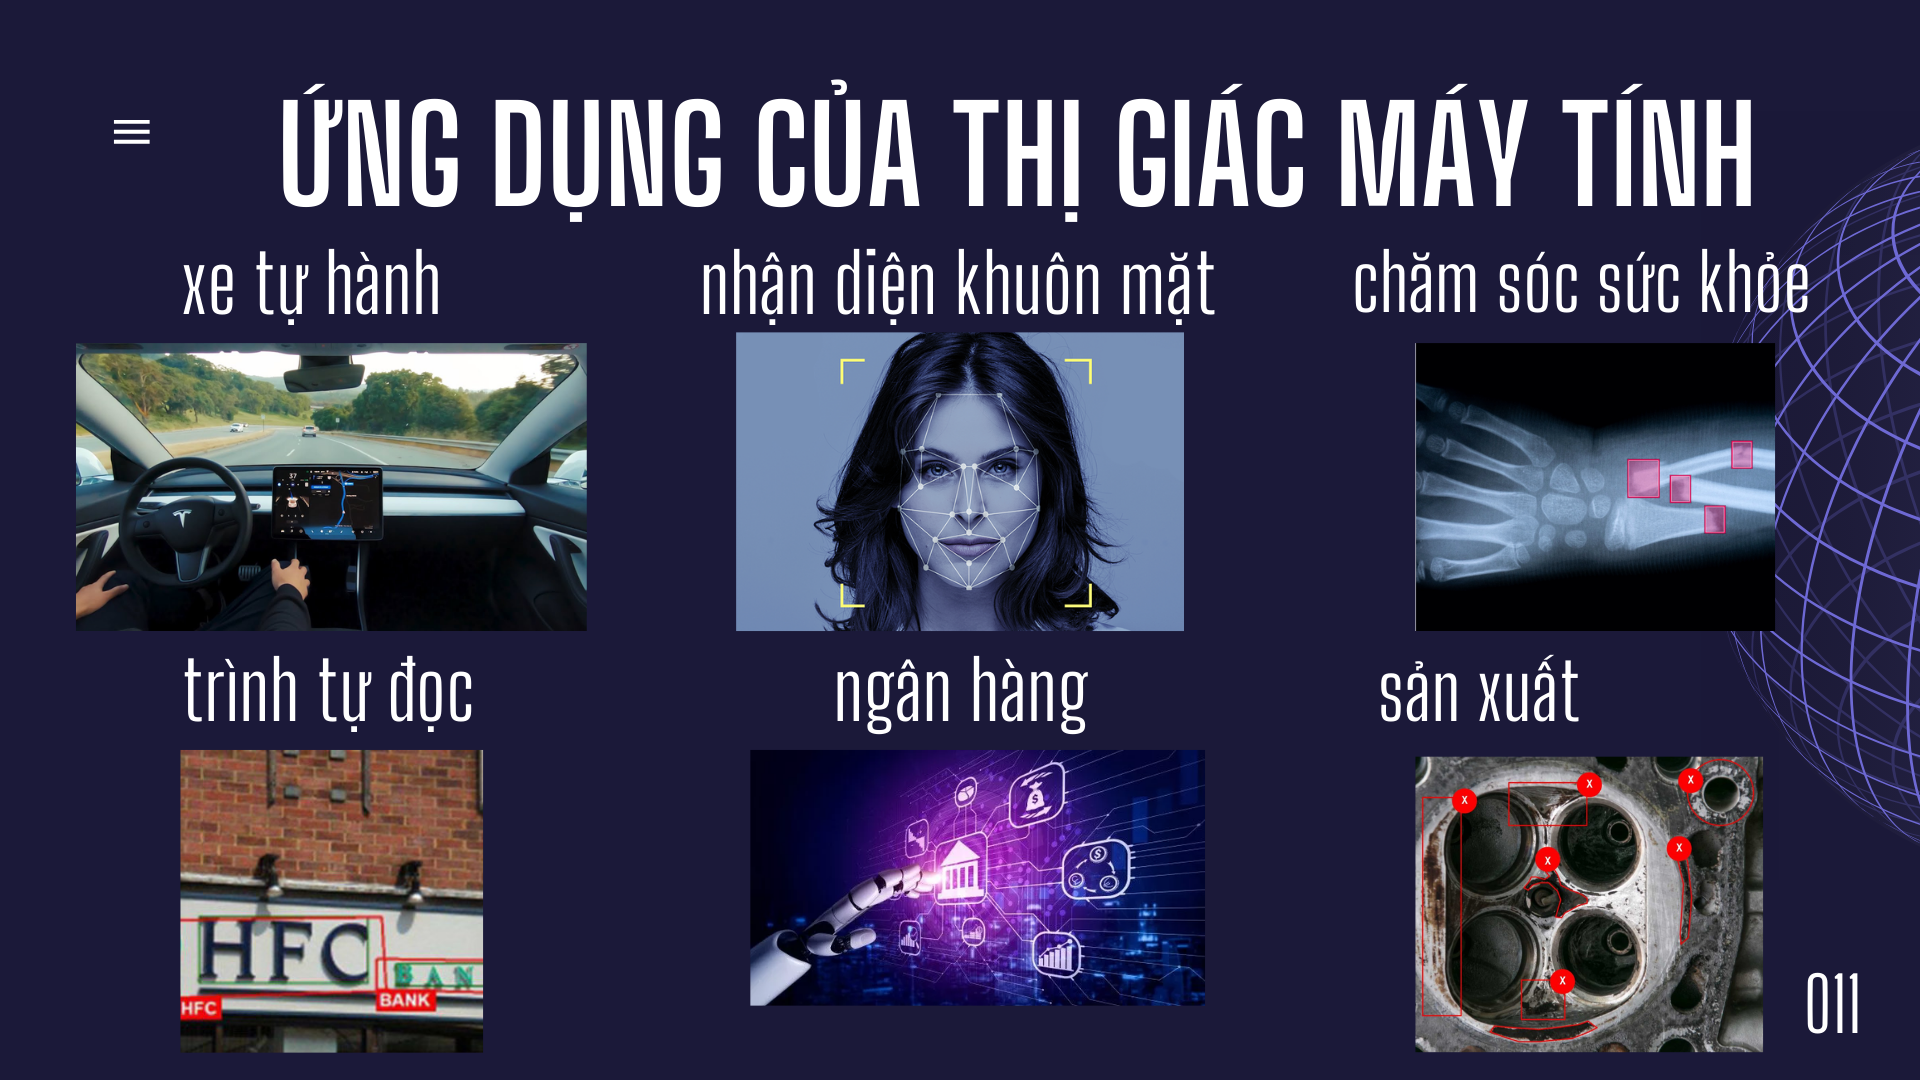 ỨNG DỤNG CỦA THỊ GIÁC MÁY TÍNH
xe tự hành
nhận diện khuôn mặt
chăm sóc sức khỏe
37
trình tự đọc
ngân hàng
sản xuất
HFC
BAN
HFC
BANK
$
$
X
X
X
X
X
X
011